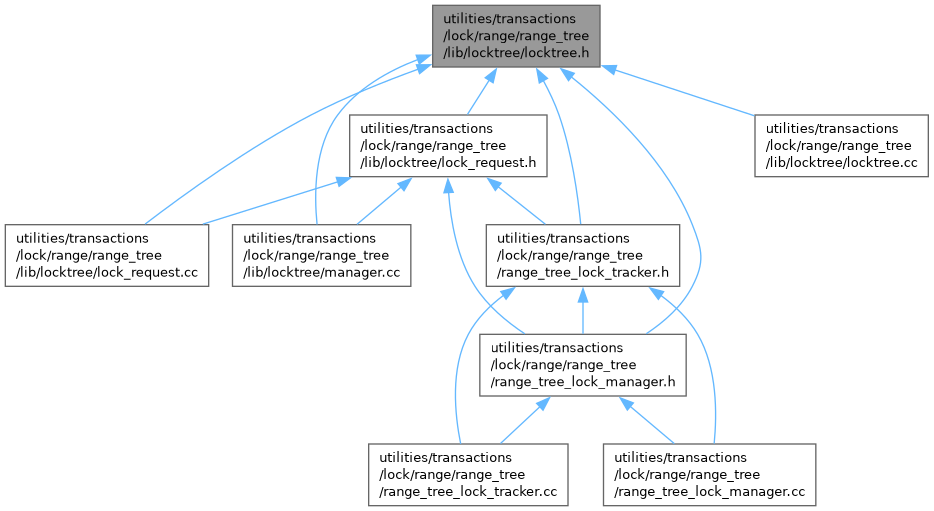 utilities/transactions
/lock/range/range_tree
/lib/locktree/locktree.h
utilities/transactions
/lock/range/range_tree
/lib/locktree/lock_request.h
utilities/transactions
/lock/range/range_tree
/lib/locktree/locktree.cc
utilities/transactions
/lock/range/range_tree
/lib/locktree/lock_request.cc
utilities/transactions
/lock/range/range_tree
/lib/locktree/manager.cc
utilities/transactions
/lock/range/range_tree
/range_tree_lock_tracker.h
utilities/transactions
/lock/range/range_tree
/range_tree_lock_manager.h
utilities/transactions
/lock/range/range_tree
/range_tree_lock_tracker.cc
utilities/transactions
/lock/range/range_tree
/range_tree_lock_manager.cc